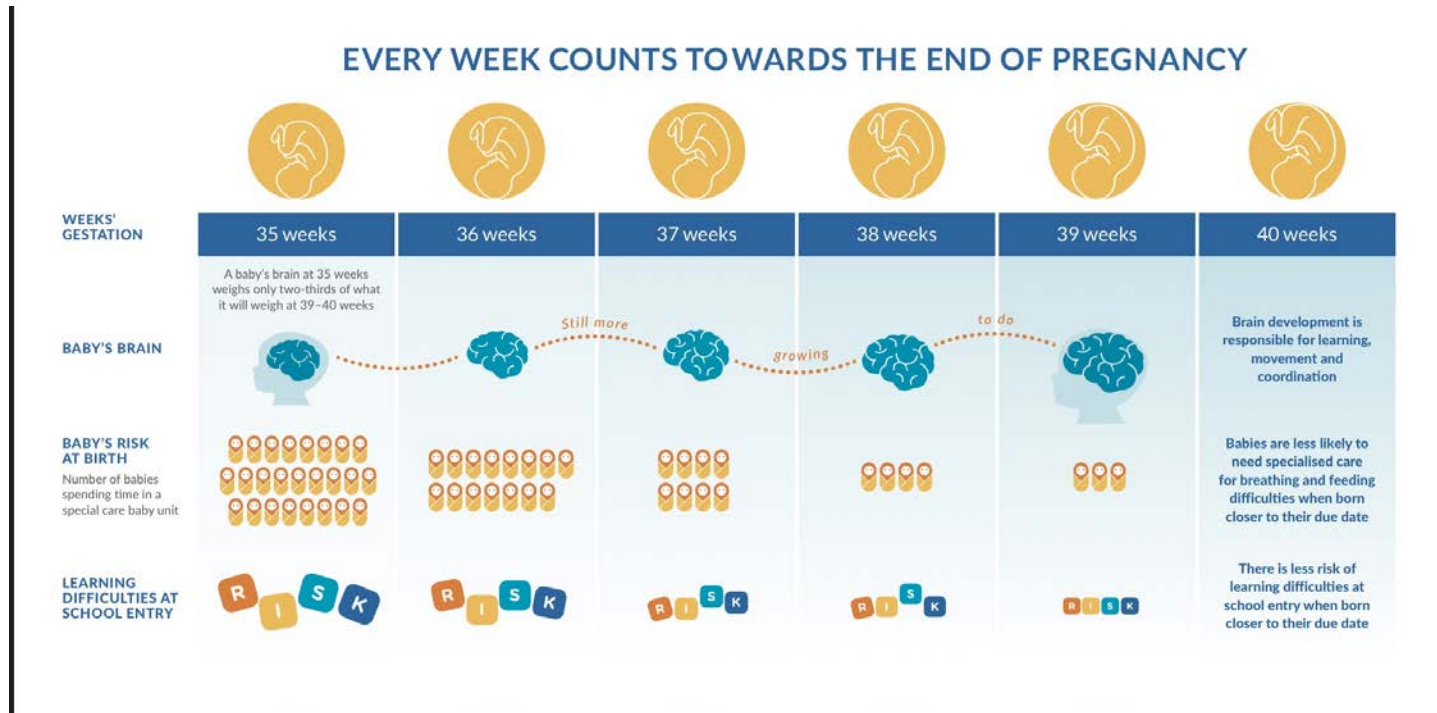 EVERY WEEK COUNTS TOWARDS THE END OF PREGNANCY
WEEKS'
GESTATION
35 weeks
36 weeks
37 weeks
38 weeks
39 weeks
40 weeks
BABY'S BRAIN
A baby's brain at 35 weeks
weighs only two-thirds of what
it will weigh at 39–40 weeks
Still more
growing
to do
Brain development is
responsible for learning,
movement and
coordination
BABY'S RISK
AT BIRTH
Number of babies
spending time in a
special care baby unit
Babies are less likely to
need specialised care
for breathing and feeding
difficulties when born
closer to their due date
LEARNING
DIFFICULTIES AT
SCHOOL ENTRY
RISK
RISK
RISK
RISK
RISK
There is less risk of
learning difficulties at
school entry when born
closer to their due date